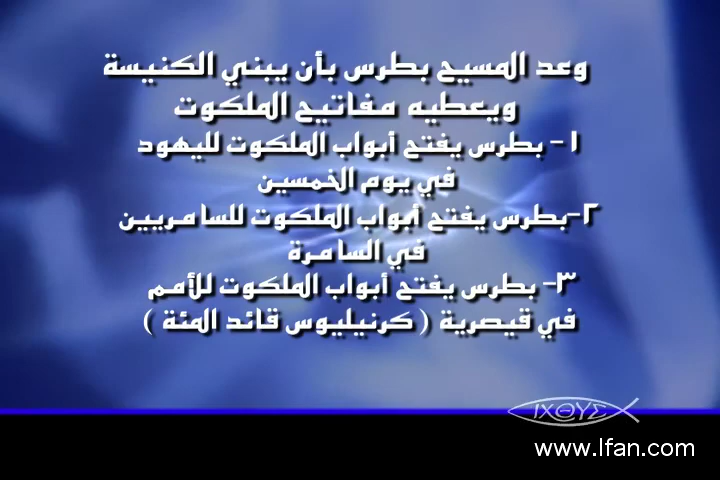 وعد المسيح بطرس بأن يبني الكنيسة
ويعطيه مفاتيح الملكوت
١ - بطرس يفتح أبواب الملكوت لليهود
في يوم الخمسين
٢-بطرس يفتح أبواب الملكوت للسامريين
في السامرة
٣- بطرس يفتح أبواب الملكوت للأمم
في قيصرية ( كرنيليوس قائد المئة )
ΙΧΘΥΣ
www.lfan.com